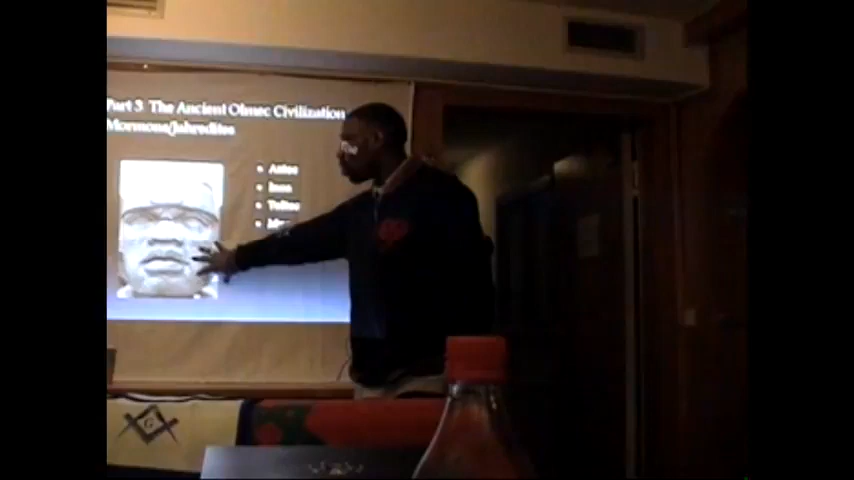 Part 3 The Ancient Olmec Civilization
Mormons/Jahredites
Aztec
Inca
Toltec
G